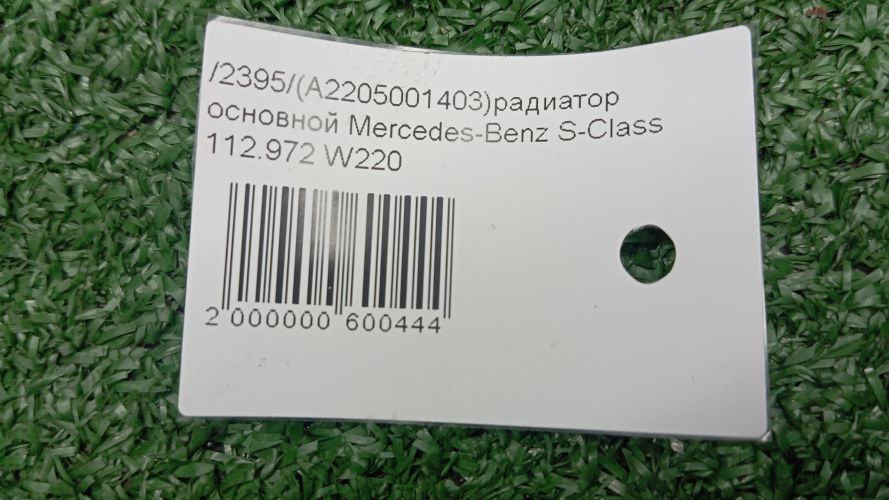 /2395/(A2205001403)радиатор
основной Mercedes-Benz S-Class
112.972 W220
2 000000 600444